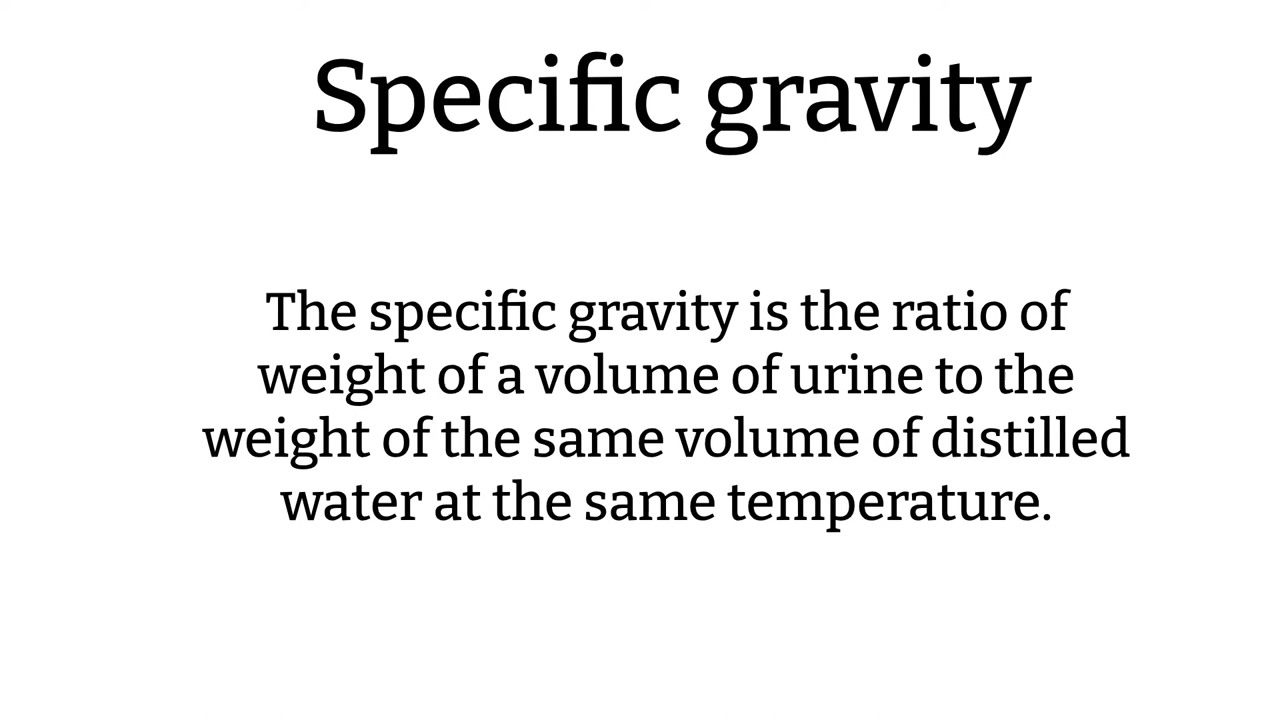 Specific gravity
The specific gravity is the ratio of
weight of a volume of urine to the
weight of the same volume of distilled
water at the same temperature.